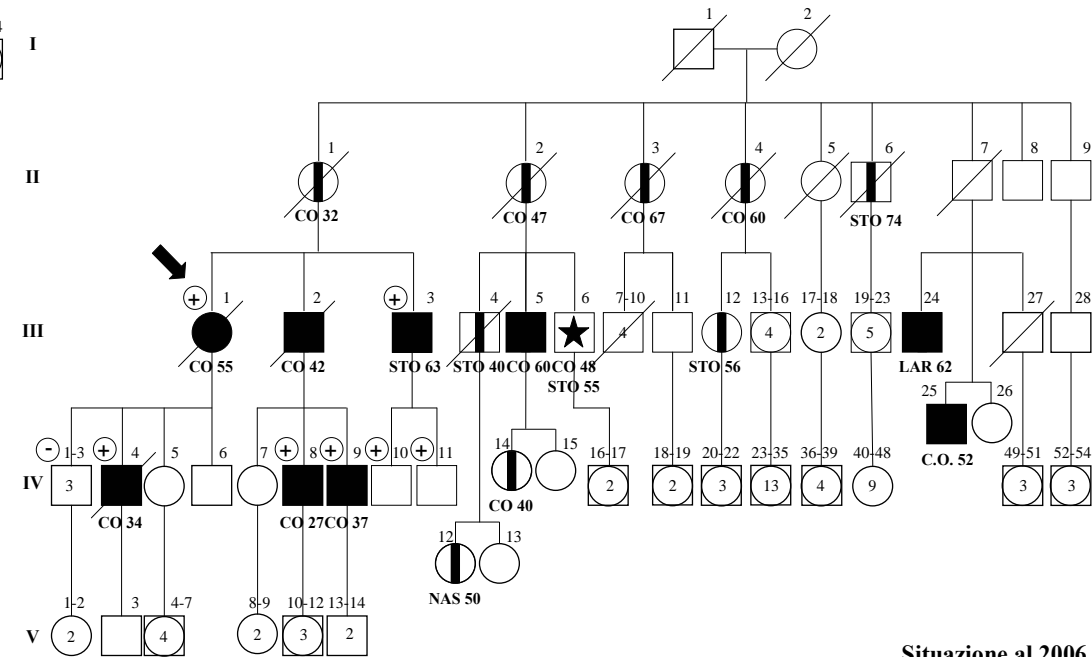 1 2
4
I
1 2 3 4 5 6 7 8 9
II
CO 32 CO 47 CO 67 CO 60 STO 74
+ 1 2 + 3 4 5 6 7-10 11 12 13-16 17-18 19-23 24 27 28
III
4 4 2 5
CO 55 CO 42 STO 63 STO 40 CO 60 CO 48 STO 56 LAR 62
STO 55
25 26
- 1-3 + 4 5 6 7 + 8 + 9 + 10 + 11 14 15 16-17 18-19 20-22 23-35 36-39 40-48 C.O. 52 49-51 52-54
IV
3 2 2 3 13 4 9 3 3
CO 34 CO 27 CO 37 CO 40
12 13
NAS 50
1-2 3 4-7 8-9 10-12 13-14
V
2 4 2 3 2
Situazione al 2006